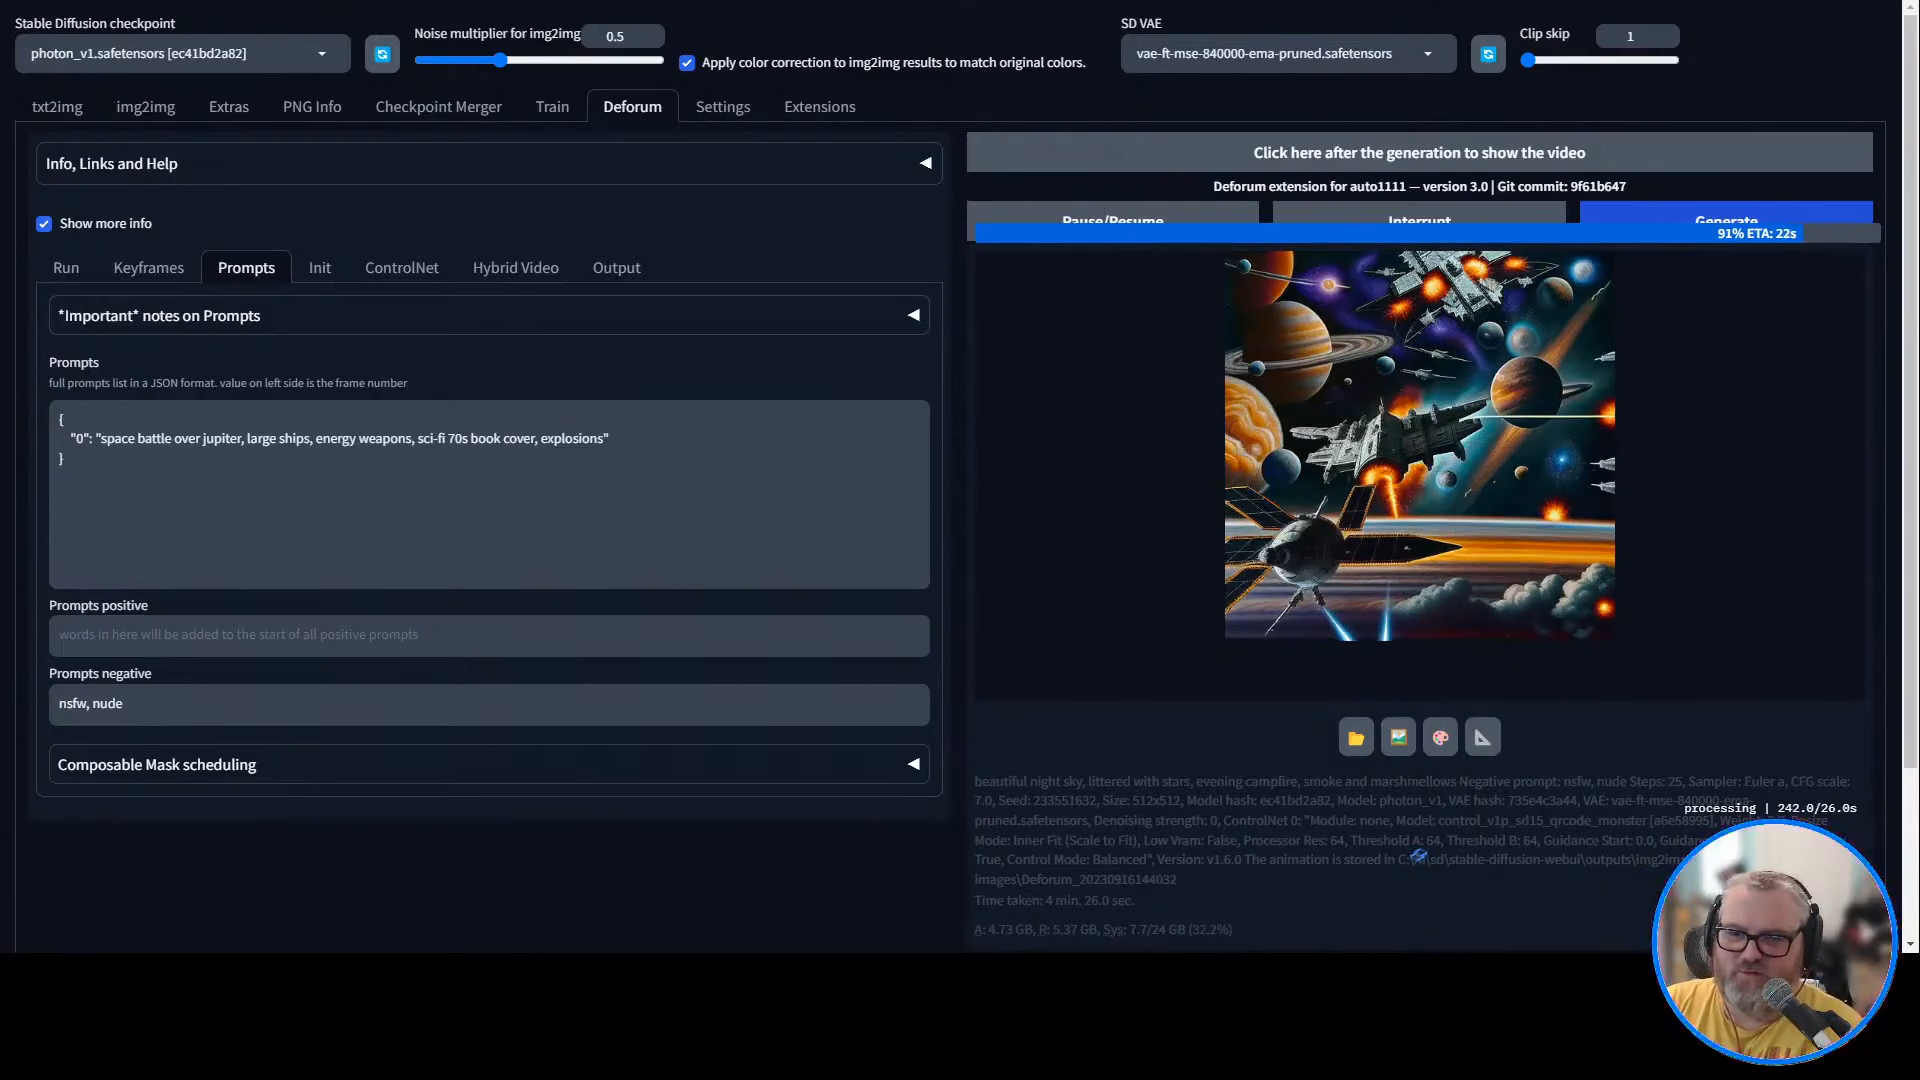 Stable Diffusion checkpoint
photon_v1.safetensors [ec41bd2a82]
Noise multiplier for img2img
0.5
Apply color correction to img2img results to match original colors.
SD VAE
vae-ft-mse-840000-ema-pruned.safetensors
Clip skip
1
txt2img
img2img
Extras
PNG Info
Checkpoint Merger
Train
Deforum
Settings
Extensions
Info, Links and Help
Show more info
Run
Keyframes
Prompts
Init
ControlNet
Hybrid Video
Output
*Important* notes on Prompts
Prompts
full prompts list in a JSON format. value on left side is the frame number
{
"0": "space battle over jupiter, large ships, energy weapons, sci-fi 70s book cover, explosions"
}
Prompts positive
words in here will be added to the start of all positive prompts
Prompts negative
nsfw, nude
Composable Mask scheduling
Click here after the generation to show the video
Deforum extension for auto1111 — version 3.0 | Git commit: 9f61b647
Pause/Resume
Interrupt
Generate
91% ETA: 22s
beautiful night sky, littered with stars, evening campfire, smoke and marshmellows Negative prompt: nsfw, nude Steps: 25, Sampler: Euler a, CFG scale:
7.0, Seed: 233551632, Size: 512x512, Model hash: ec41bd2a82, Model: photon_v1, VAE hash: 735e4c3a44, VAE: vae-ft-mse-840000-ema-
processing | 242.0/26.0s
pruned.safetensors, Denoising strength: 0, ControlNet 0: "Module: none, Model: control_v1p_sd15_qrcode_monster [a6e58995],
Mode: Inner Fit (Scale to Fit), Low Vram: False, Processor Res: 64, Threshold A: 64, Threshold B: 64, Guidance Start: 0.0,
True, Control Mode: Balanced", Version: v1.6.0 The animation is stored in
images\Deforum_20230916144032
Time taken: 4 min. 26.0 sec.
A: 4.73 GB, R: 5.37 GB, Sys: 7.7/24 GB (32.2%)